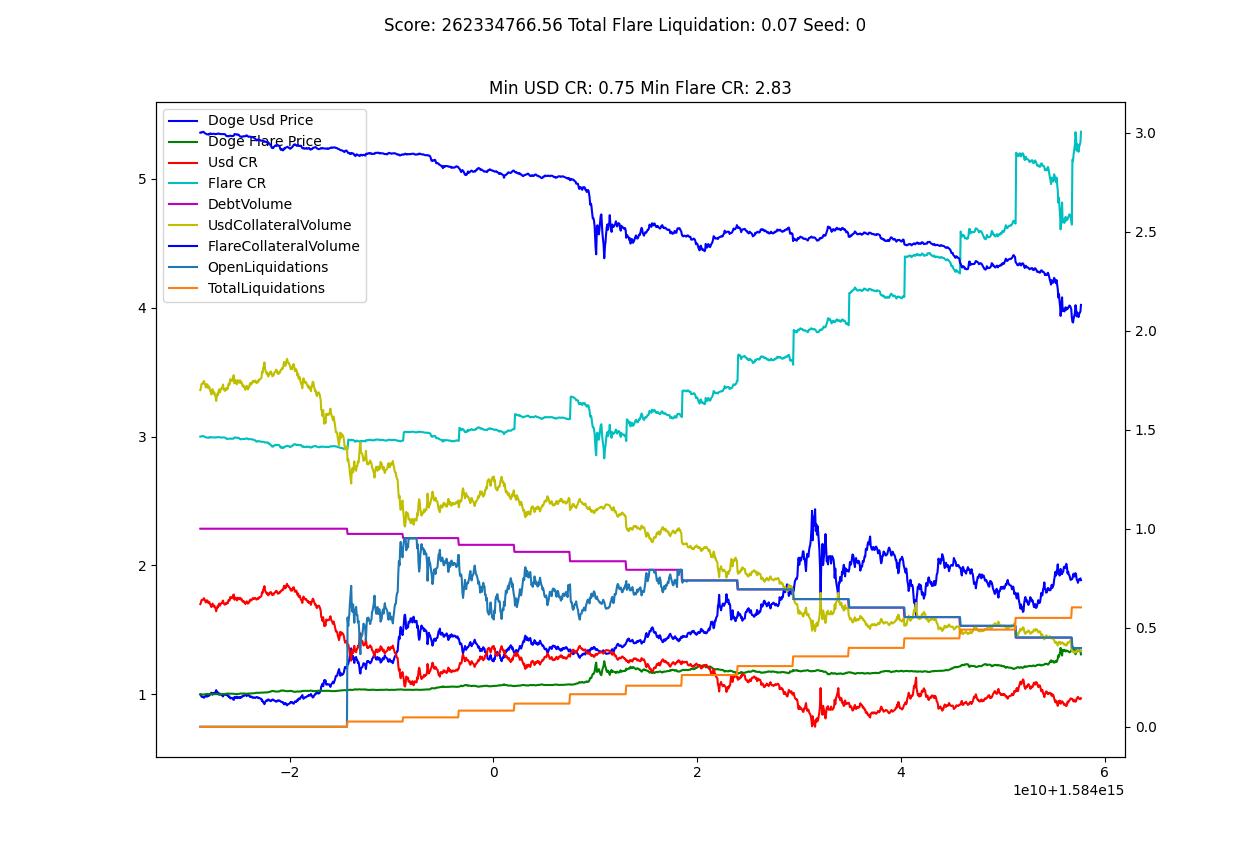 Score: 262334766.56 Total Flare Liquidation: 0.07 Seed: 0
Min USD CR: 0.75 Min Flare CR: 2.83
Doge Usd Price
Doge Flare Price
Usd CR
Flare CR
DebtVolume
UsdCollateralVolume
FlareCollateralVolume
OpenLiquidations
TotalLiquidations
5
4
3
2
1
3.0
2.5
2.0
1.5
1.0
0.5
0.0
−2 0 2 4 6
1e10+1.584e15